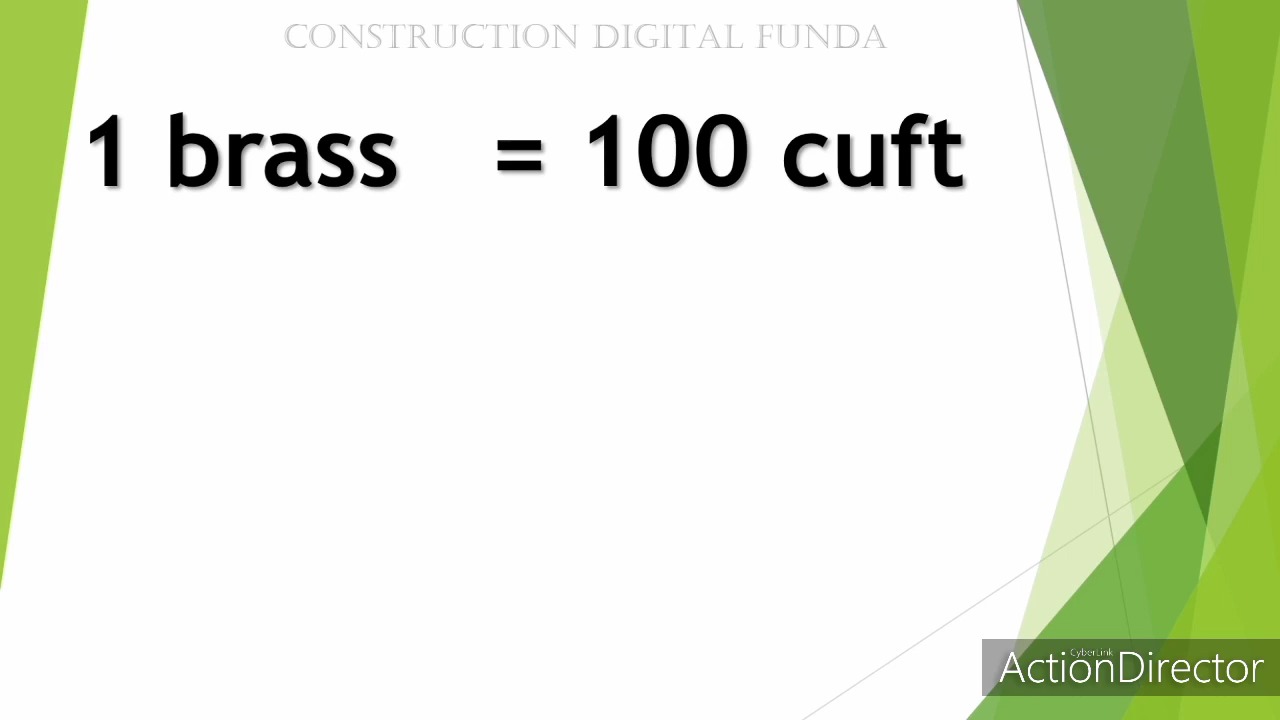 CONSTRUCTION DIGITAL FUNDA
1 brass = 100 cuft
CyberLink
ActionDirector